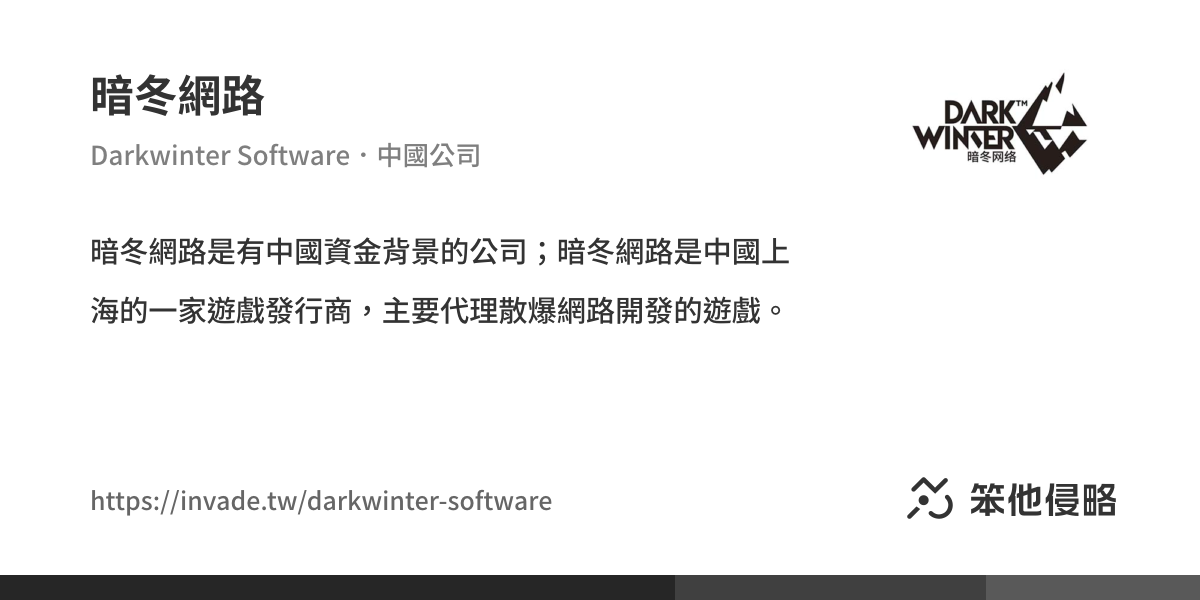 暗冬網路
Darkwinter Software・中國公司
DARK™
WINTER
暗冬网络
暗冬網路是有中國資金背景的公司；暗冬網路是中國上
海的一家遊戲發行商，主要代理散爆網路開發的遊戲。
https://invade.tw/darkwinter-software
笨他侵略